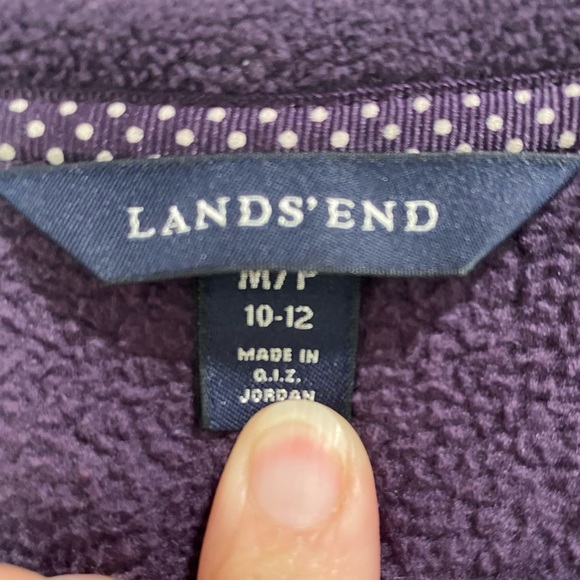 LANDS' END
M/P
10-12
MADE IN
Q.I.Z.
JORDAN